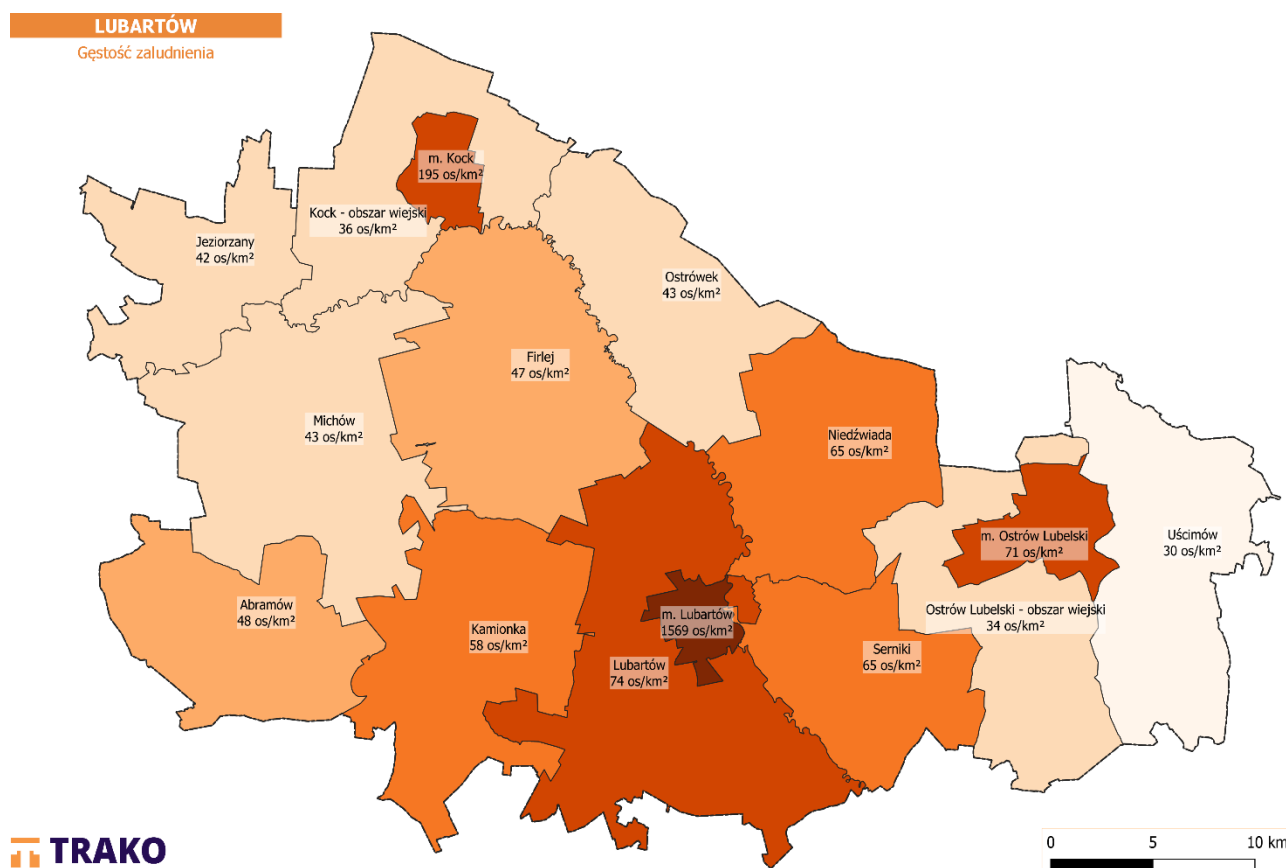 LUBARTÓW
Gęstość zaludnienia
m. Kock
195 os/km²
Kock - obszar wiejski
36 os/km²
Jeziorzany
42 os/km²
Ostrówek
43 os/km²
Firlej
47 os/km²
Michów
43 os/km²
Niedźwiada
65 os/km²
m. Ostrów Lubelski
71 os/km²
Uścimów
30 os/km²
Abramów
48 os/km²
Kamionka
58 os/km²
m. Lubartów
1569 os/km²
Ostrów Lubelski - obszar wiejski
34 os/km²
Lubartów
74 os/km²
Serniki
65 os/km²
TRAKO
0 5 10 km